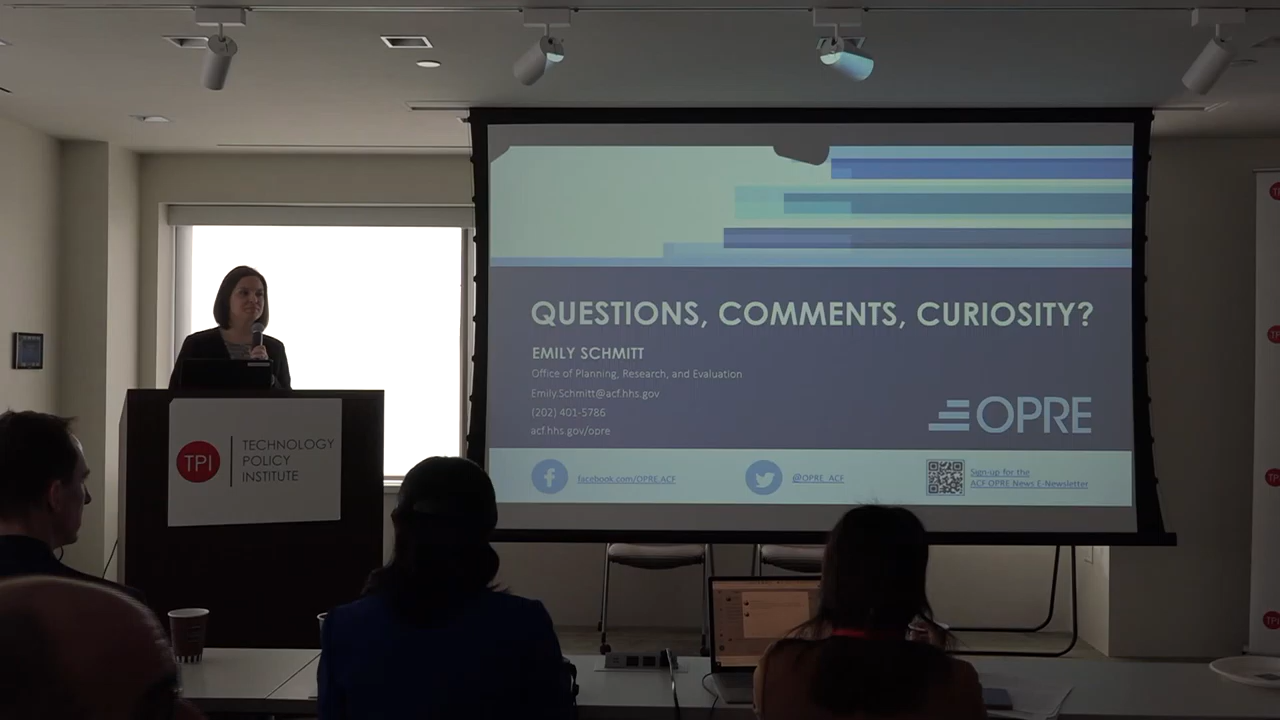 QUESTIONS, COMMENTS, CURIOSITY?
EMILY SCHMITT
Office of Planning, Research, and Evaluation
Emily.Schmitt@acf.hhs.gov
(202) 401-5786
acf.hhs.gov/opre
OPRE
facebook.com/OPRE.ACF
@OPRE_ACF
Sign-up for the
ACF-OPRE News E-Newsletter
TPI
TECHNOLOGY
POLICY
INSTITUTE
TPI